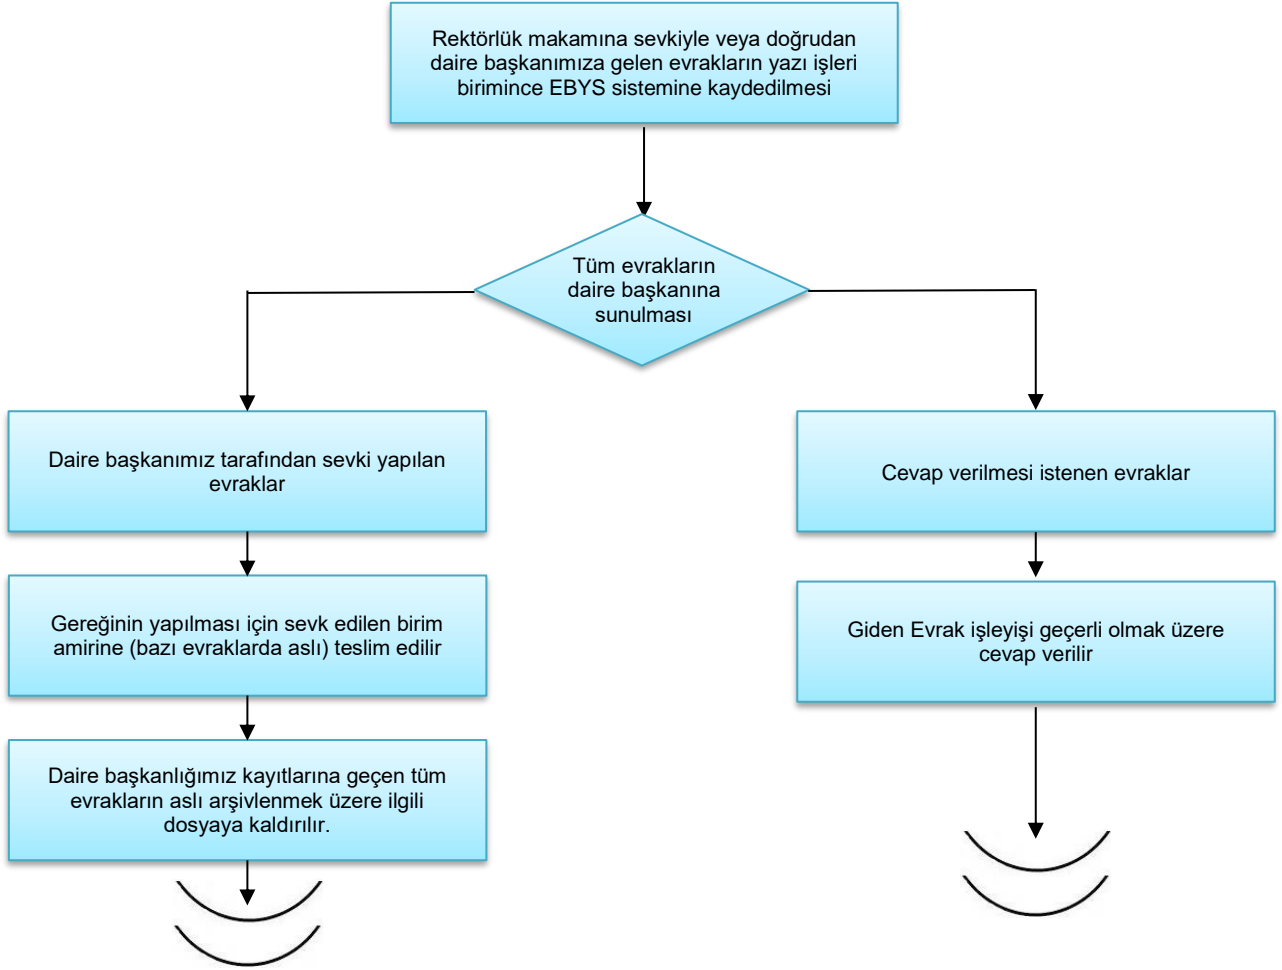 Rektörlük makamına sevkiyle veya doğrudan
daire başkanımıza gelen evrakların yazı işleri
birimince EBYS sistemine kaydedilmesi
Tüm evrakların
daire başkanına
sunulması
Daire başkanımız tarafından sevki yapılan
evraklar
Cevap verilmesi istenen evraklar
Gereğinin yapılması için sevk edilen birim
amirine (bazı evraklarda aslı) teslim edilir
Giden Evrak işleyişi geçerli olmak üzere
cevap verilir
Daire başkanlığımız kayıtlarına geçen tüm
evrakların aslı arşivlenmek üzere ilgili
dosyaya kaldırılır.